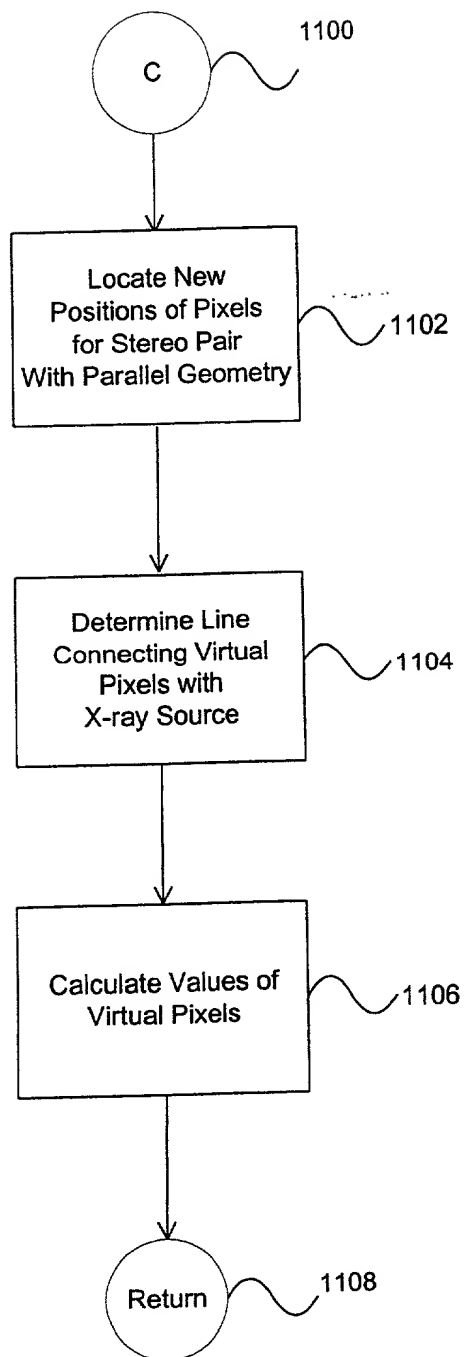 1100
C
Locate New
Positions of Pixels
for Stereo Pair
With Parallel Geometry
1102
Determine Line
Connecting Virtual
Pixels with
X-ray Source
1104
Calculate Values of
Virtual Pixels
1106
Return
1108